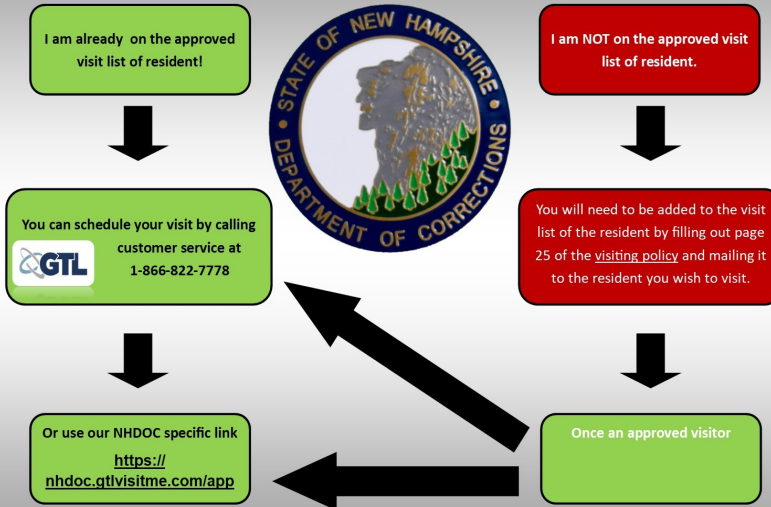 I am already on the approved
visit list of resident!
STATE OF NEW HAMPSHIRE
DEPARTMENT OF CORRECTIONS
I am NOT on the approved visit
list of resident.
You can schedule your visit by calling
GTL
customer service at
1-866-822-7778
You will need to be added to the visit
list of the resident by filling out page
25 of the visiting policy and mailing it
to the resident you wish to visit.
Or use our NHDOC specific link
https://
nhdoc.gtlvisitme.com/app
Once an approved visitor